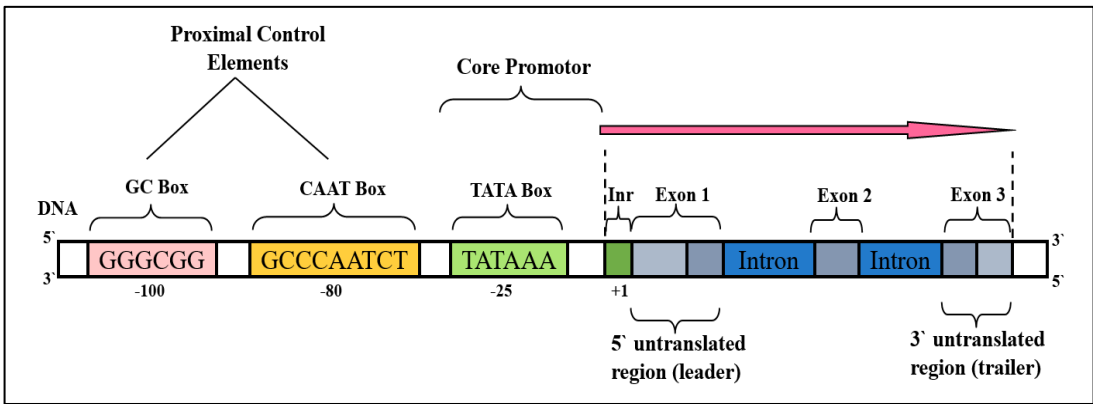 Proximal Control
Elements
Core Promotor
GC Box
CAAT Box
TATA Box
Inr
Exon 1
Exon 2
Exon 3
DNA
5`
3`
GGGCGG
GCCCAATCT
TATAAA
Intron
Intron
3`
5`
-100
-80
-25
+1
5` untranslated
region (leader)
3` untranslated
region (trailer)